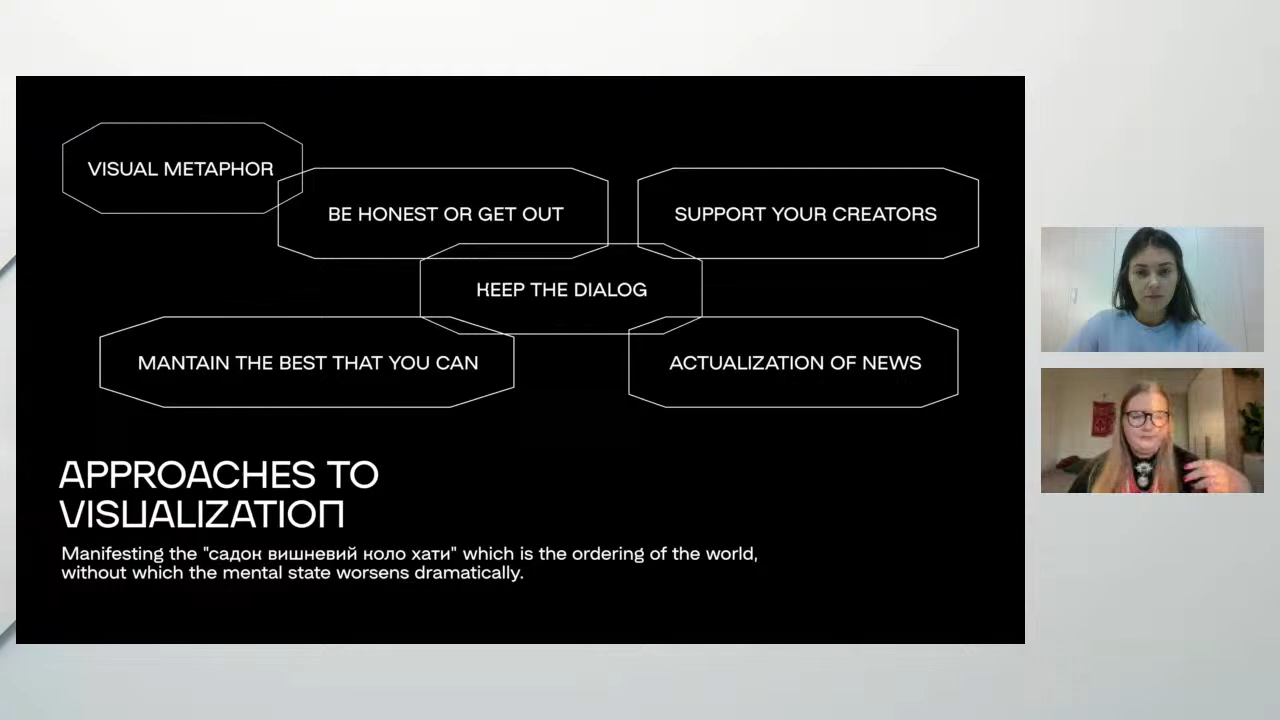 VISUAL METAPHOR
BE HONEST OR GET OUT
SUPPORT YOUR CREATORS
KEEP THE DIALOG
MANTAIN THE BEST THAT YOU CAN
ACTUALIZATION OF NEWS
APPROACHES TO
VISUALIZATION
Manifesting the "садок вишневий коло хати" which is the ordering of the world,
without which the mental state worsens dramatically.